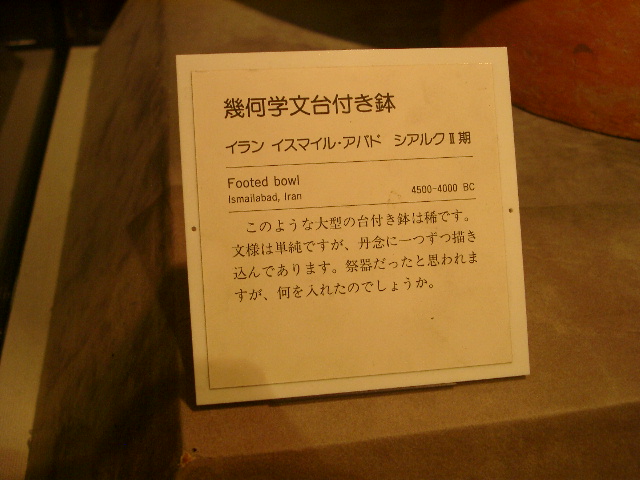 幾何学文台付き鉢
イラン イスマイル・アバド シアルクⅡ期
Footed bowl
Ismailabad, Iran 4500-4000 BC
このような大型の台付き鉢は稀です。
文様は単純ですが、丹念に一つずつ描き
込んであります。祭器だったと思われま
すが、何を入れたのでしょうか。